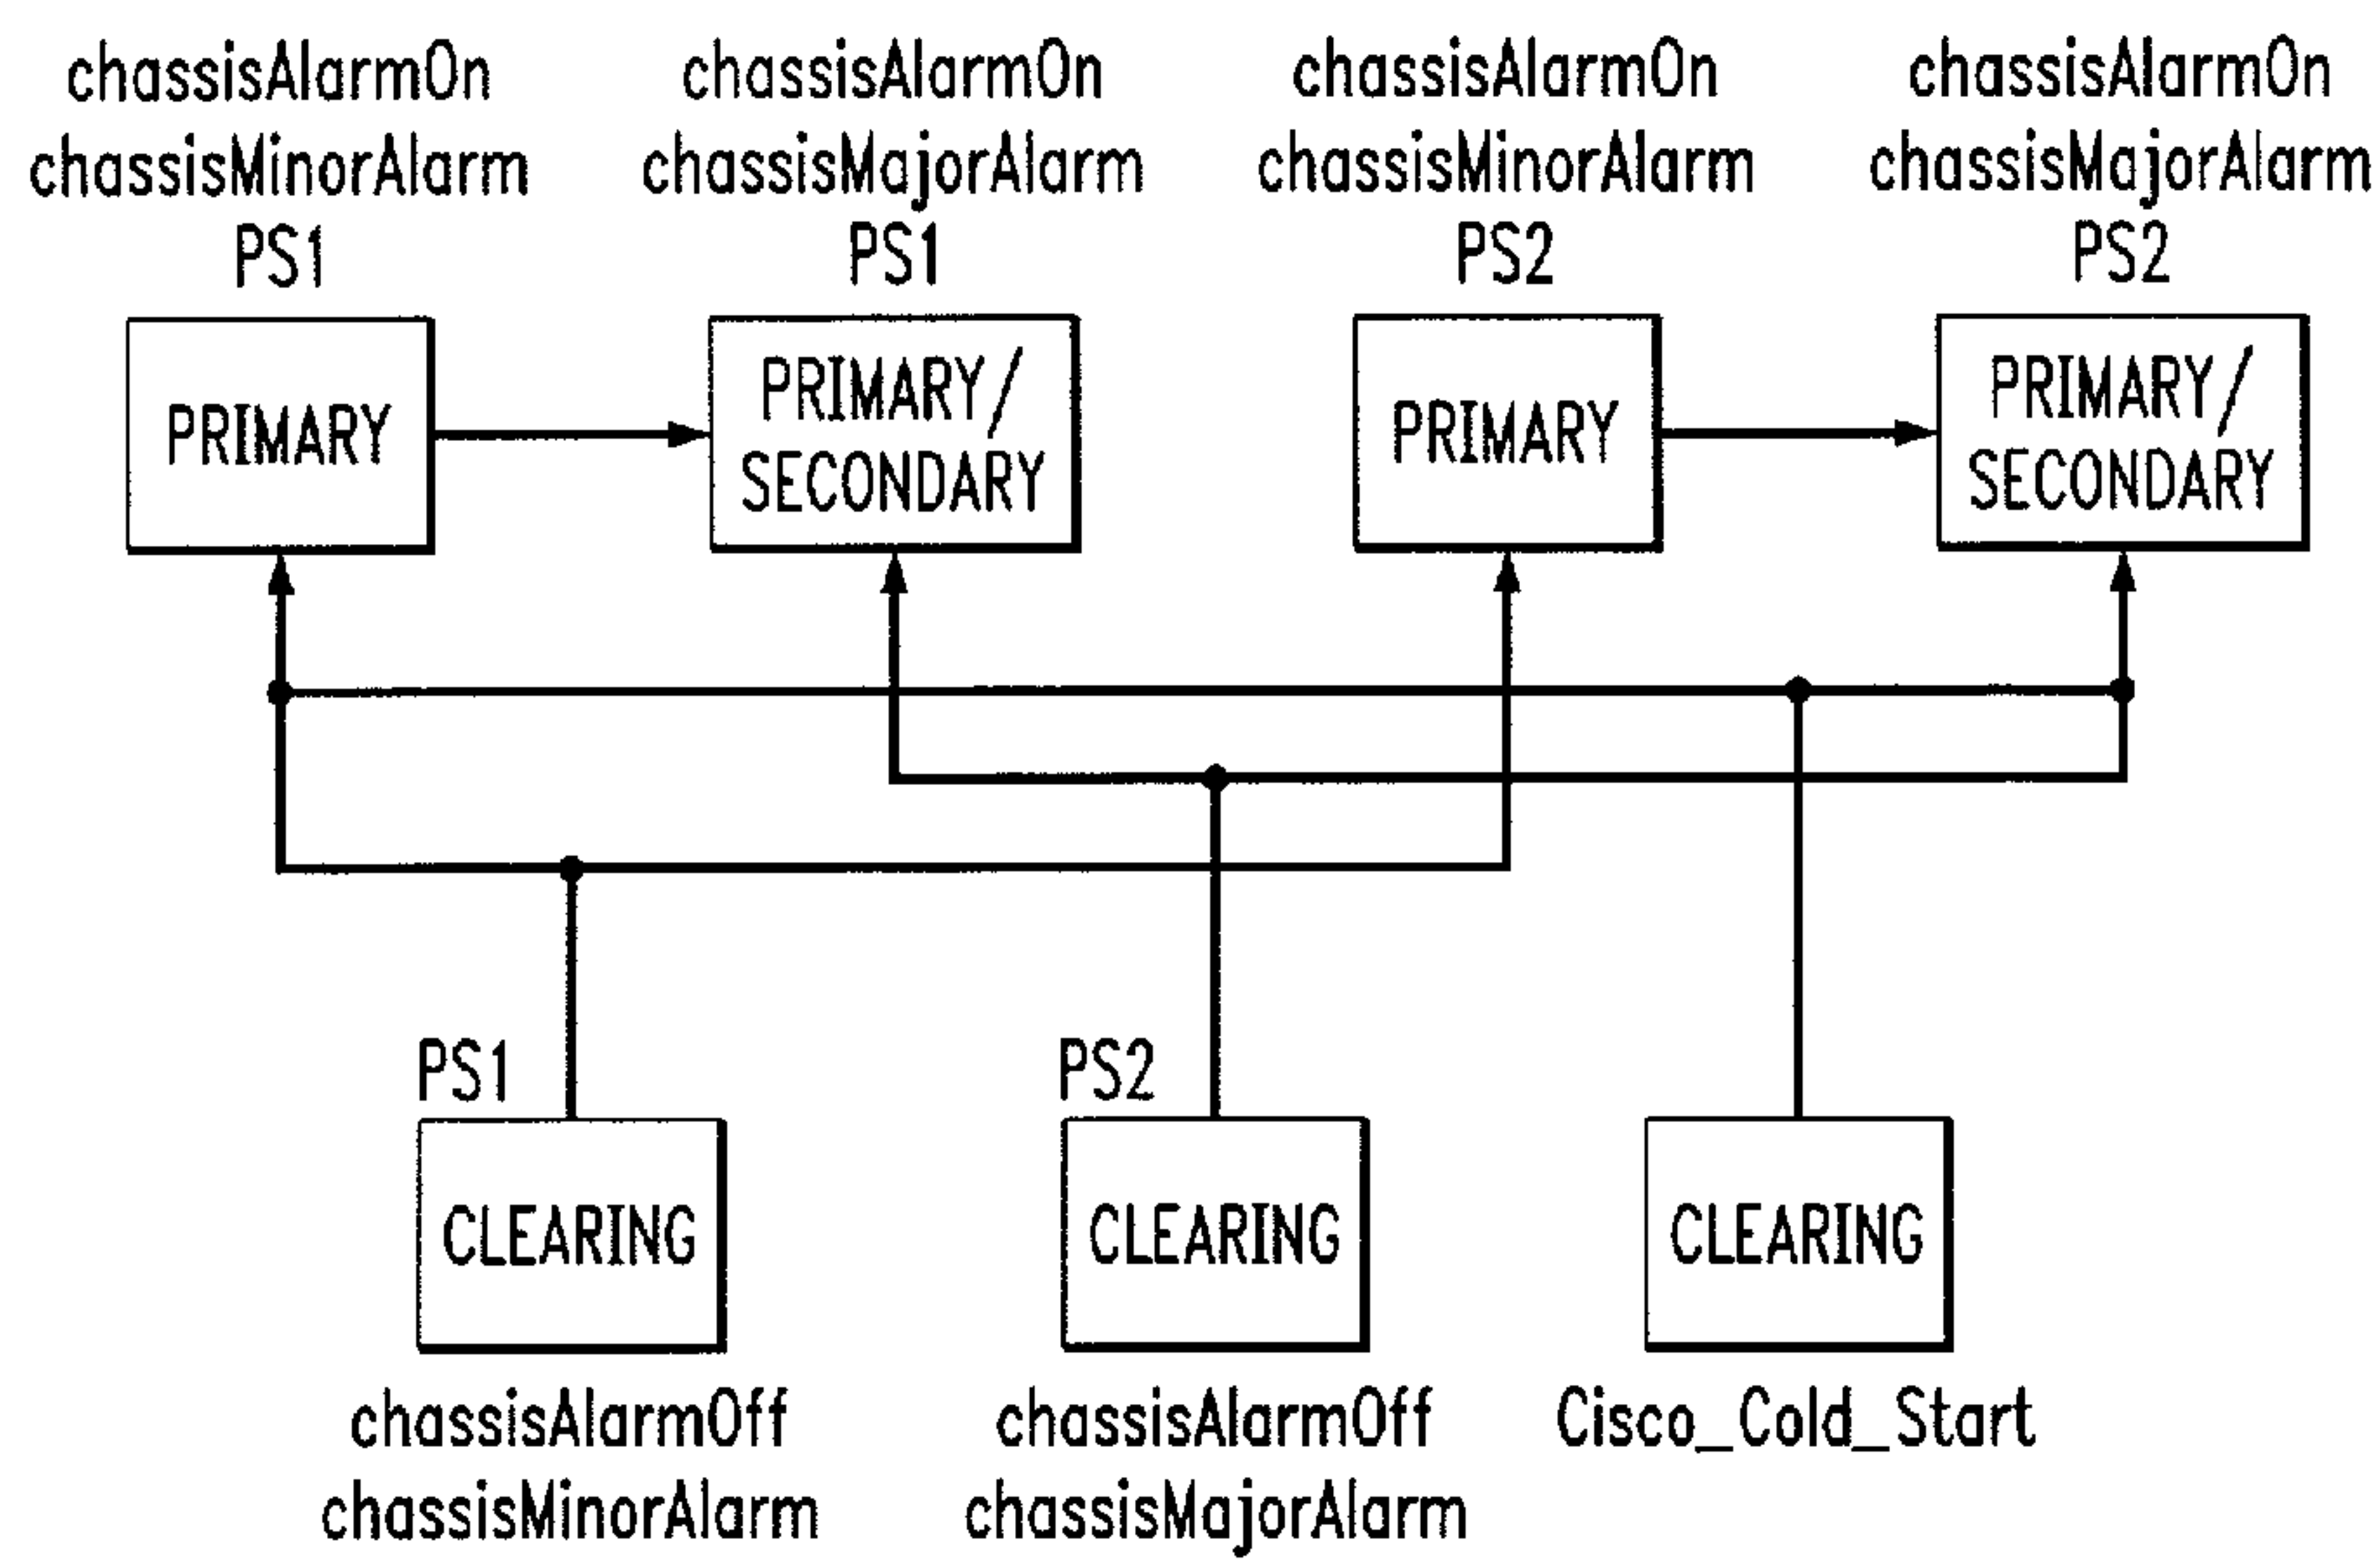 chassisAlarmOn
chassisMinorAlarm
PS1
chassisAlarmOn
chassisMajorAlarm
PS1
chassisAlarmOn
chassisMinorAlarm
PS2
chassisAlarmOn
chassisMajorAlarm
PS2
PRIMARY
PRIMARY/
SECONDARY
PRIMARY
PRIMARY/
SECONDARY
PS1
CLEARING
chassisAlarmOff
chassisMinorAlarm
PS2
CLEARING
chassisAlarmOff
chassisMajorAlarm
CLEARING
Cisco_Cold_Start